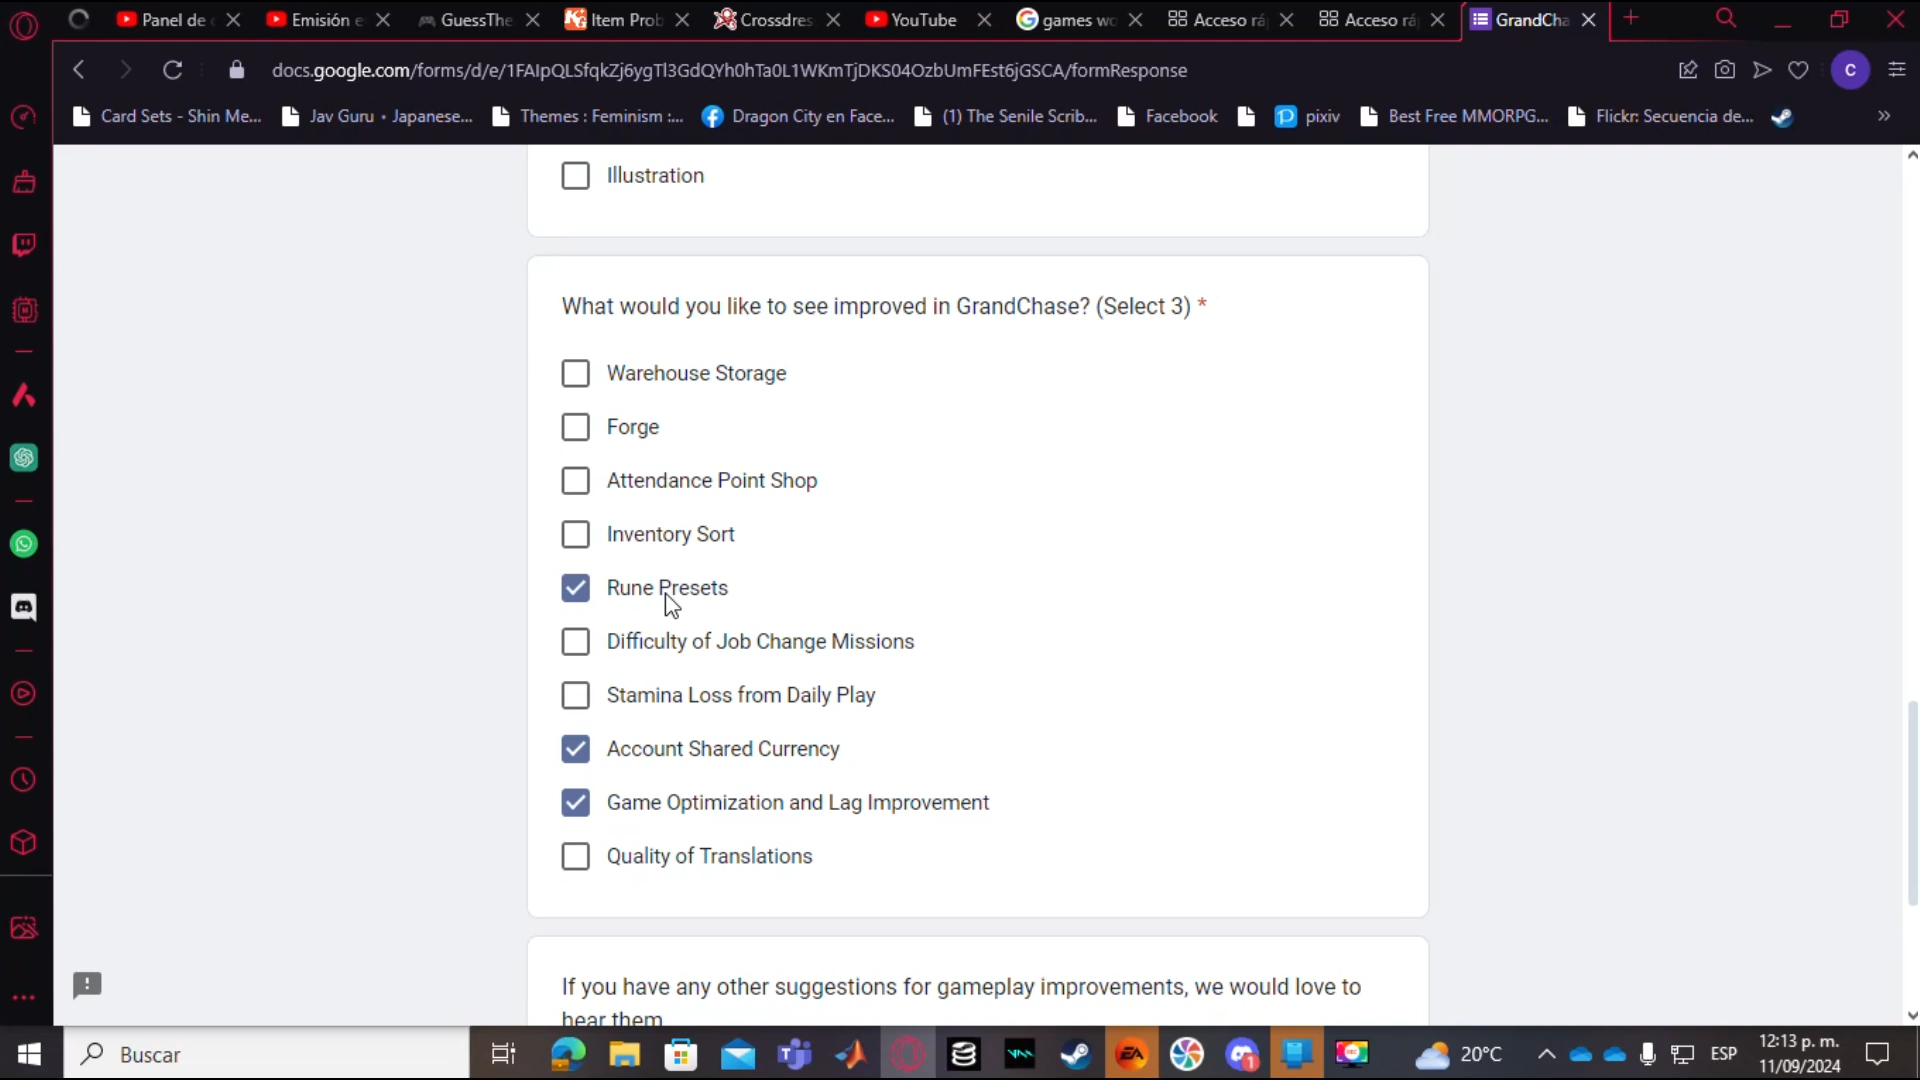 Panel de
Emisión e
GuessThe
Item Prob
Crossdres
YouTube
games wo
Acceso rá
Acceso rá
GrandCha
docs.google.com/forms/d/e/1FAIpQLSfqkZj6ygTl3GdQYh0hTa0L1WKmTjDKS04OzbUmFEst6jGSCA/formResponse
C
Card Sets - Shin Me...
Jav Guru • Japanese...
Themes : Feminism :...
Dragon City en Face...
(1) The Senile Scrib...
Facebook
pixiv
Best Free MMORPG...
Flickr: Secuencia de...
Illustration
What would you like to see improved in GrandChase? (Select 3) *
Warehouse Storage
Forge
Attendance Point Shop
Inventory Sort
Rune Presets
Difficulty of Job Change Missions
Stamina Loss from Daily Play
Account Shared Currency
Game Optimization and Lag Improvement
Quality of Translations
If you have any other suggestions for gameplay improvements, we would love to
hear them
Buscar
20°C
ESP
12:13 p. m.
11/09/2024